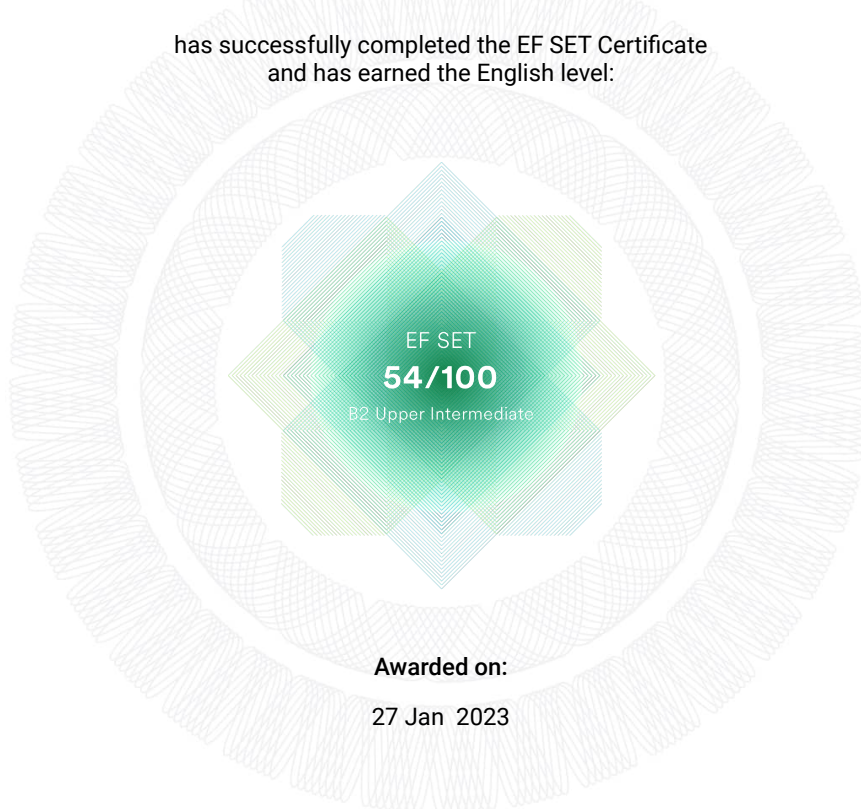 has successfully completed the EF SET Certificate
and has earned the English level:
EF SET
54/100
B2 Upper Intermediate
Awarded on:
27 Jan 2023